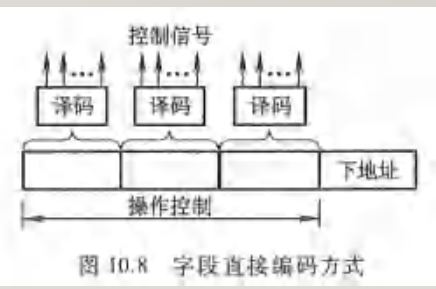 控制信号
译码 译码 译码
下地址
操作控制
图 10.8 字段直接编码方式